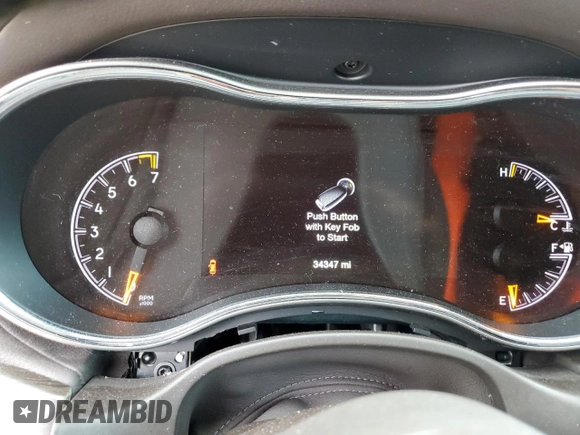 7
6
5
4
3
2
1
RPM
x1000
Push Button
with Key Fob
to Start
34347 mi
H
C
F
E
DREAMBID